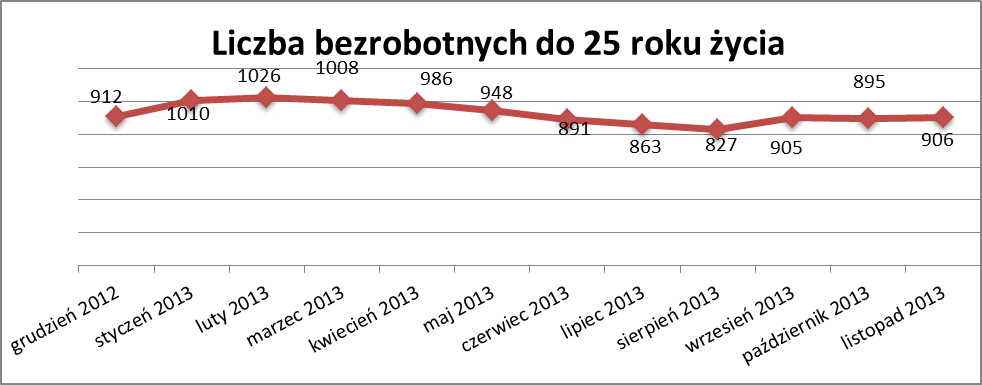 Liczba bezrobotnych do 25 roku życia
912
1010
1026
1008
986
948
891
863
827
905
895
906
grudzień 2012
styczeń 2013
luty 2013
marzec 2013
kwiecień 2013
maj 2013
czerwiec 2013
lipiec 2013
sierpień 2013
wrzesień 2013
październik 2013
listopad 2013